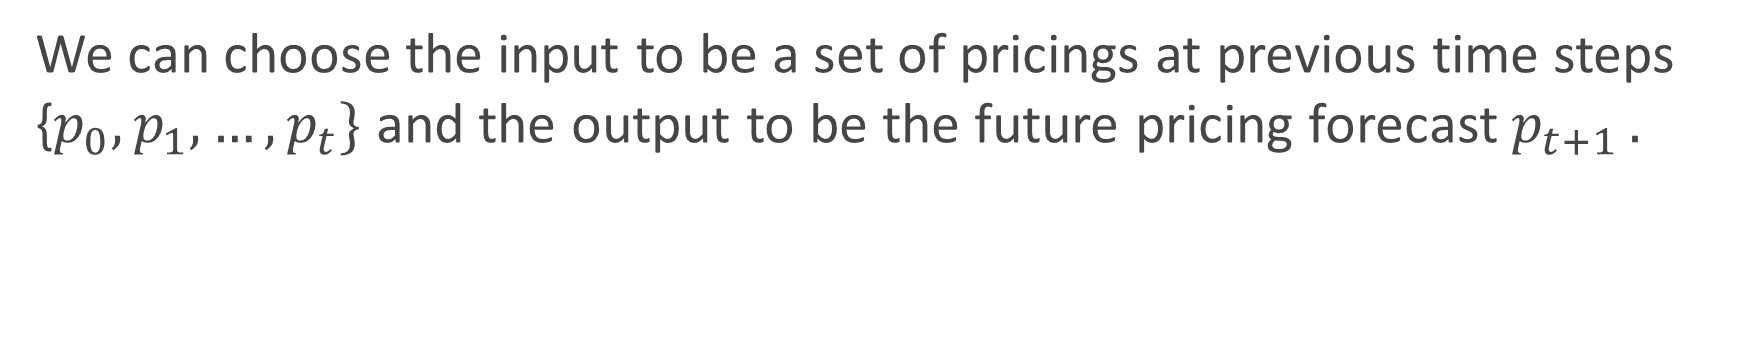 We can choose the input to be a set of pricings at previous time steps
{𝑝₀, 𝑝₁, … , 𝑝ₜ} and the output to be the future pricing forecast 𝑝ₜ₊₁ .